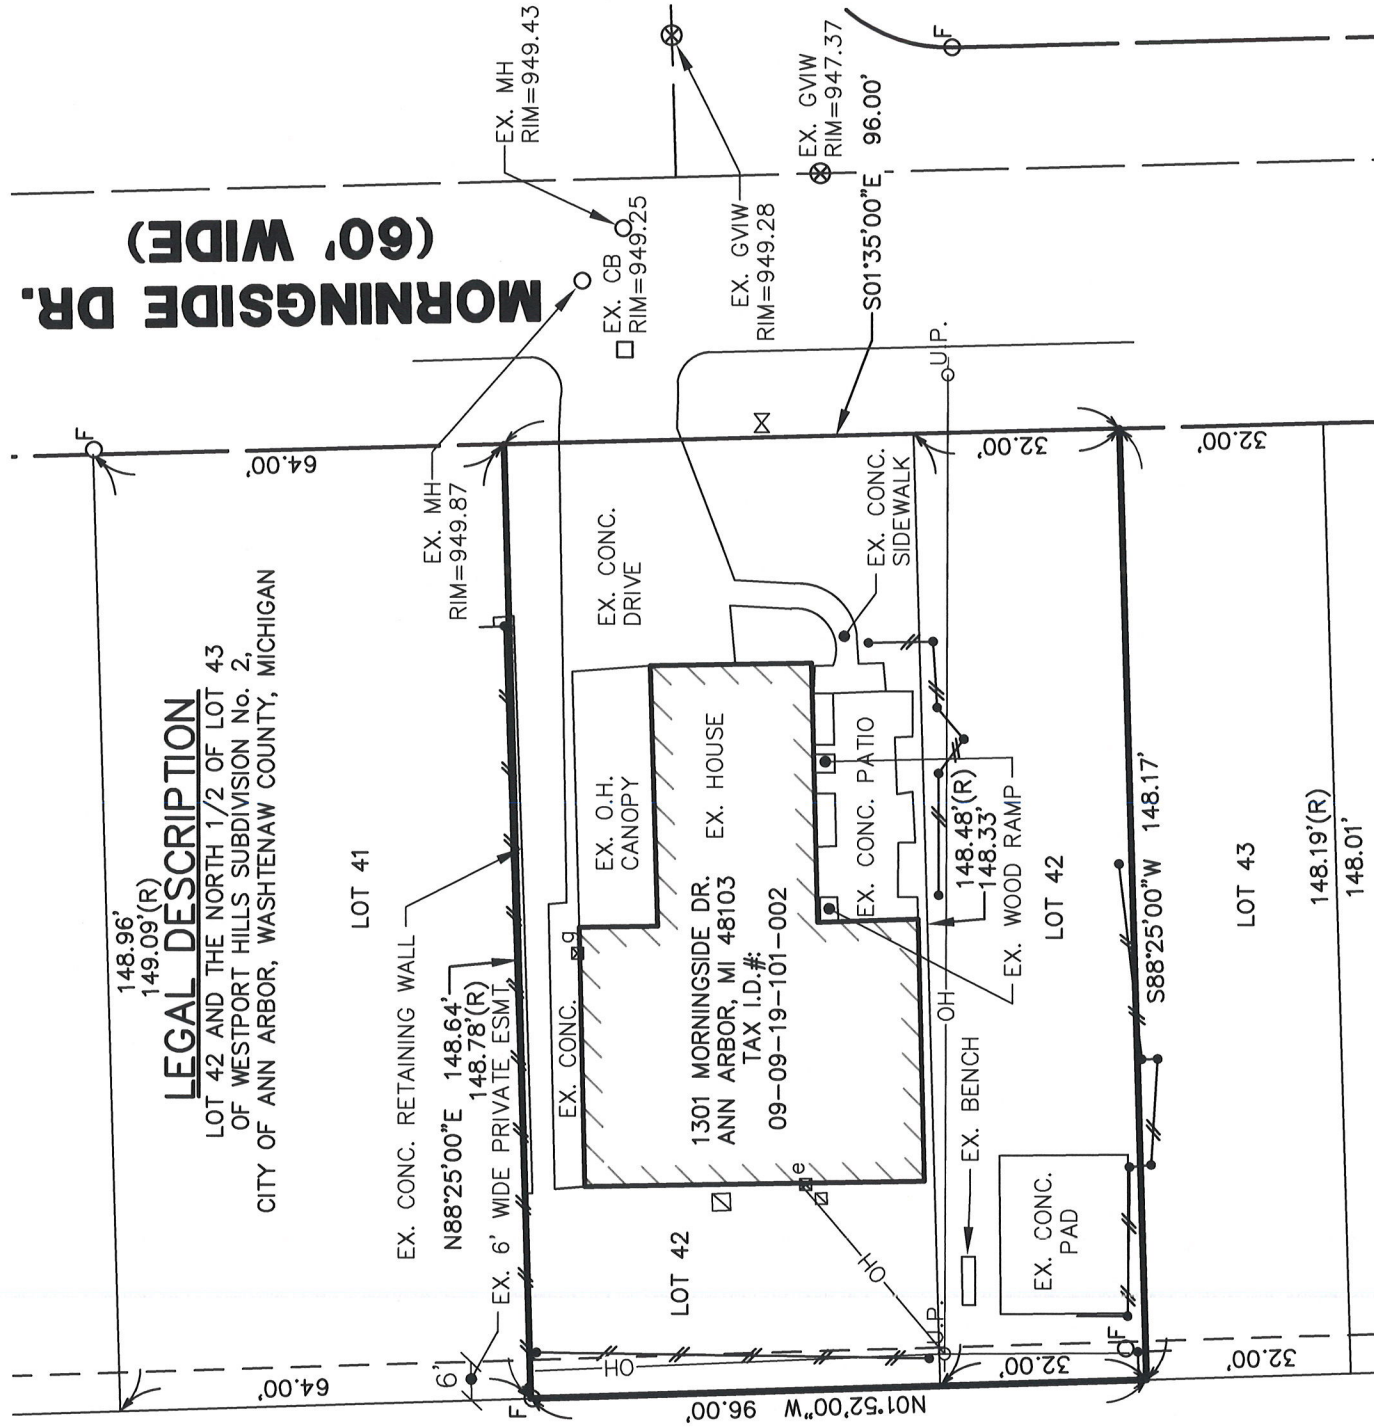 MORNINGSIDE DR.
(60' WIDE)
EX. MH
RIM=949.43
EX. CB
RIM=949.25
EX. GVIW
RIM=949.28
EX. GVIW
RIM=947.37
S01°35'00"E 96.00'
F
F
U.P.
64.00'
32.00'
32.00'
EX. MH
RIM=949.87
EX. CONC.
DRIVE
EX. CONC.
SIDEWALK
148.96'
149.09'(R)
LEGAL DESCRIPTION
LOT 42 AND THE NORTH 1/2 OF LOT 43
OF WESTPORT HILLS SUBDIVISION No. 2,
CITY OF ANN ARBOR, WASHTENAW COUNTY, MICHIGAN
LOT 41
EX. CONC. RETAINING WALL
N88°25'00"E 148.64'
148.78'(R)
EX. 6' WIDE PRIVATE ESMT
6'
EX. CONC.
g
EX. O.H.
CANOPY
EX. HOUSE
1301 MORNINGSIDE DR.
ANN ARBOR, MI 48103
TAX I.D.#:
09-09-19-101-002
e
EX. CONC. PATIO
148.48'(R)
148.33'
EX. WOOD RAMP
LOT 42
OH
EX. BENCH
S88°25'00"W 148.17'
LOT 43
148.19'(R)
148.01'
EX. CONC.
PAD
LOT 42
OH
OH
U.P.
F
F
64.00'
N01°52'00"W 96.00'
32.00'
32.00'